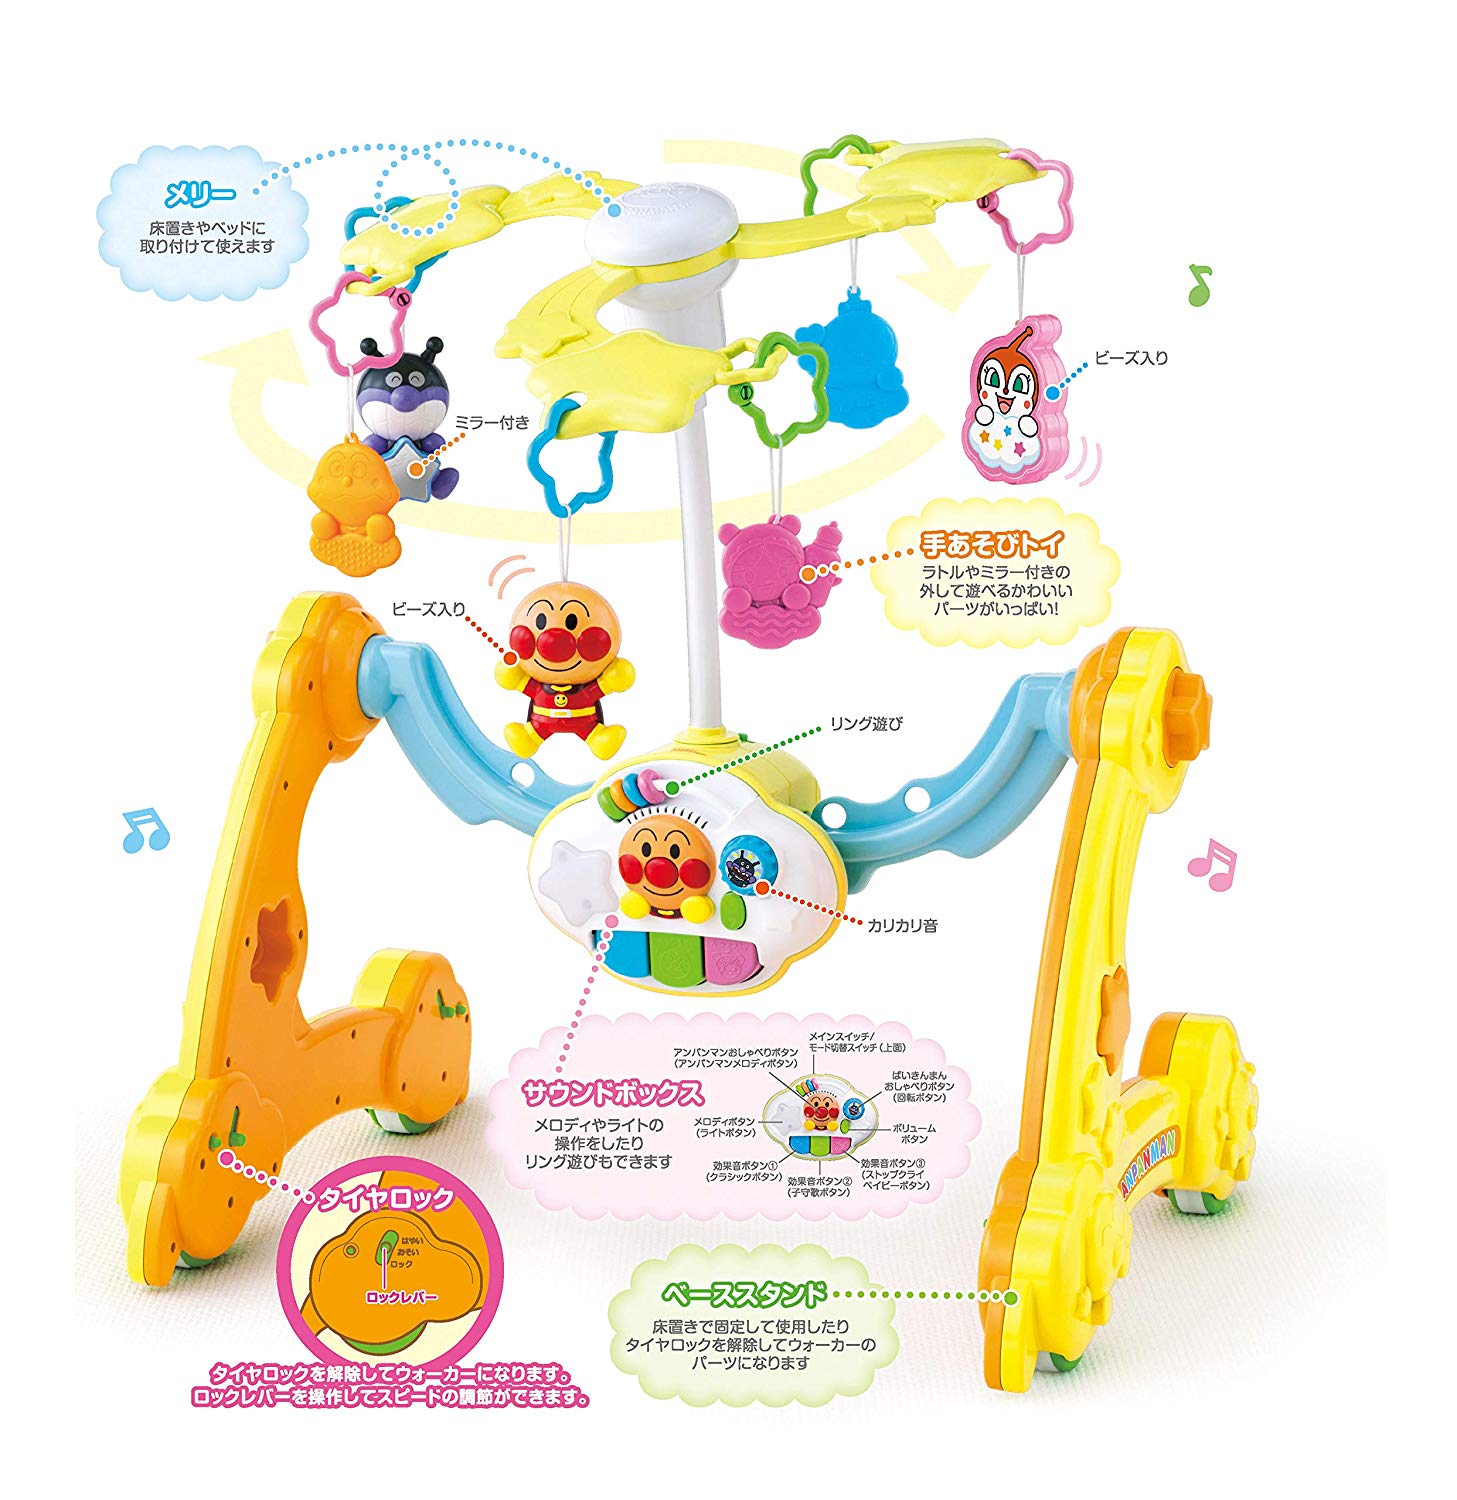 メリー
床置きやベッドに
取り付けて使えます
ビーズ入り
ミラー付き
手あそびトイ
ラトルやミラー付きの
外して遊べるかわいい
パーツがいっぱい!
ビーズ入り
リング遊び
カリカリ音
サウンドボックス
メロディやライトの
操作をしたり
リング遊びもできます
メインスイッチ/
モード切替スイッチ(上面)
アンパンマンおしゃべりボタン
(アンパンマンメロディボタン)
ばいきんまん
おしゃべりボタン
(回転ボタン)
メロディボタン
(ライトボタン)
ボリューム
ボタン
効果音ボタン①
(クラシックボタン)
効果音ボタン②
(子守歌ボタン)
効果音ボタン③
(ストップクライ
ベイビーボタン)
ANPANMAN
タイヤロック
はやい
おそい
ロック
ロックレバー
タイヤロックを解除してウォーカーになります。
ロックレバーを操作してスピードの調節ができます。
ベーススタンド
床置きで固定して使用したり
タイヤロックを解除してウォーカーの
パーツになります